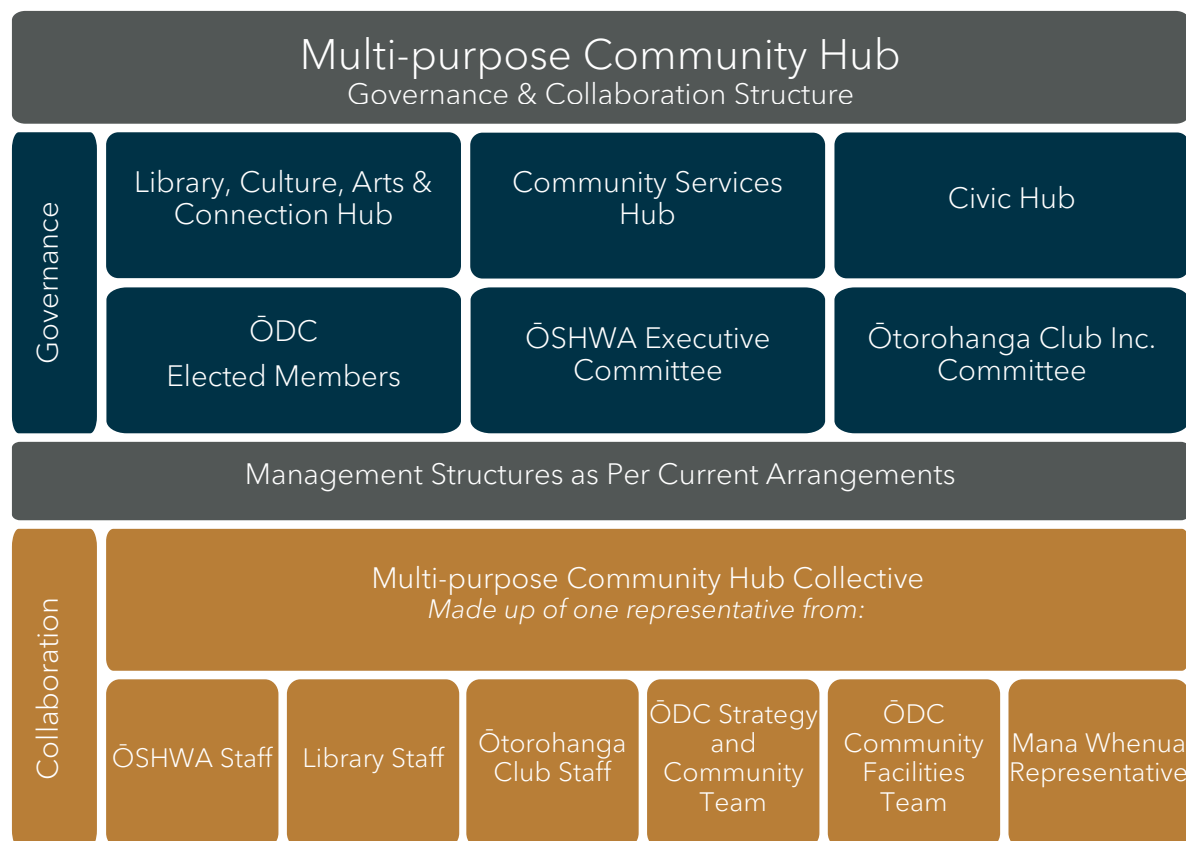 Multi-purpose Community Hub
Governance & Collaboration Structure
Governance
Library, Culture, Arts &
Connection Hub
Community Services
Hub
Civic Hub
ŌDC
Elected Members
ŌSHWA Executive
Committee
Ōtorohanga Club Inc.
Committee
Management Structures as Per Current Arrangements
Collaboration
Multi-purpose Community Hub Collective
Made up of one representative from:
ŌSHWA Staff
Library Staff
Ōtorohanga
Club Staff
ŌDC Strategy
and
Community
Team
ŌDC
Community
Facilities
Team
Mana Whenua
Representative